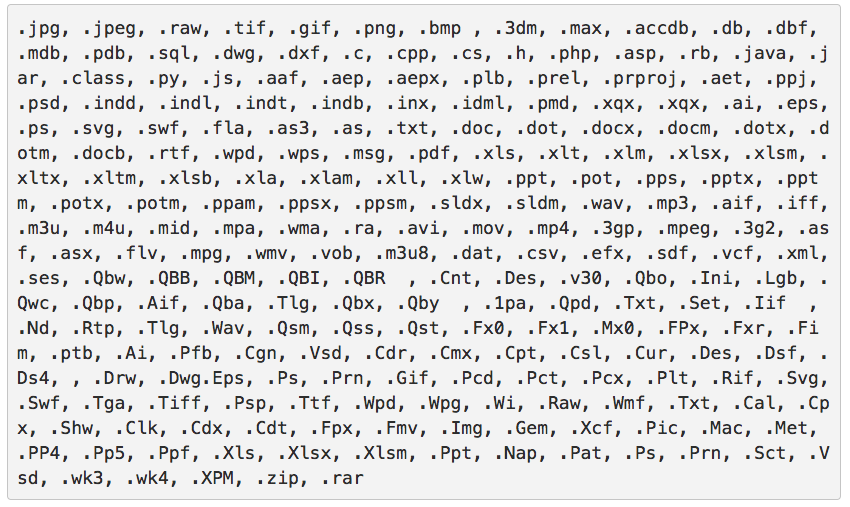 .jpg, .jpeg, .raw, .tif, .gif, .png, .bmp , .3dm, .max, .accdb, .db, .dbf,
.mdb, .pdb, .sql, .dwg, .dxf, .c, .cpp, .cs, .h, .php, .asp, .rb, .java, .j
ar, .class, .py, .js, .aaf, .aep, .aepx, .plb, .prel, .prproj, .aet, .ppj,
.psd, .indd, .indl, .indt, .indb, .inx, .idml, .pmd, .xqx, .xqx, .ai, .eps,
.ps, .svg, .swf, .fla, .as3, .as, .txt, .doc, .dot, .docx, .docm, .dotx, .d
otm, .docb, .rtf, .wpd, .wps, .msg, .pdf, .xls, .xlt, .xlm, .xlsx, .xlsm, .
xltx, .xltm, .xlsb, .xla, .xlam, .xll, .xlw, .ppt, .pot, .pps, .pptx, .ppt
m, .potx, .potm, .ppam, .ppsx, .ppsm, .sldx, .sldm, .wav, .mp3, .aif, .iff,
.m3u, .m4u, .mid, .mpa, .wma, .ra, .avi, .mov, .mp4, .3gp, .mpeg, .3g2, .as
f, .asx, .flv, .mpg, .wmv, .vob, .m3u8, .dat, .csv, .efx, .sdf, .vcf, .xml,
.ses, .Qbw, .QBB, .QBM, .QBI, .QBR  , .Cnt, .Des, .v30, .Qbo, .Ini, .Lgb, .
Qwc, .Qbp, .Aif, .Qba, .Tlg, .Qbx, .Qby  , .1pa, .Qpd, .Txt, .Set, .Iif  ,
.Nd, .Rtp, .Tlg, .Wav, .Qsm, .Qss, .Qst, .Fx0, .Fx1, .Mx0, .FPx, .Fxr, .Fi
m, .ptb, .Ai, .Pfb, .Cgn, .Vsd, .Cdr, .Cmx, .Cpt, .Csl, .Cur, .Des, .Dsf, .
Ds4, , .Drw, .Dwg.Eps, .Ps, .Prn, .Gif, .Pcd, .Pct, .Pcx, .Plt, .Rif, .Svg,
.Swf, .Tga, .Tiff, .Psp, .Ttf, .Wpd, .Wpg, .Wi, .Raw, .Wmf, .Txt, .Cal, .Cp
x, .Shw, .Clk, .Cdx, .Cdt, .Fpx, .Fmv, .Img, .Gem, .Xcf, .Pic, .Mac, .Met,
.PP4, .Pp5, .Ppf, .Xls, .Xlsx, .Xlsm, .Ppt, .Nap, .Pat, .Ps, .Prn, .Sct, .V
sd, .wk3, .wk4, .XPM, .zip, .rar